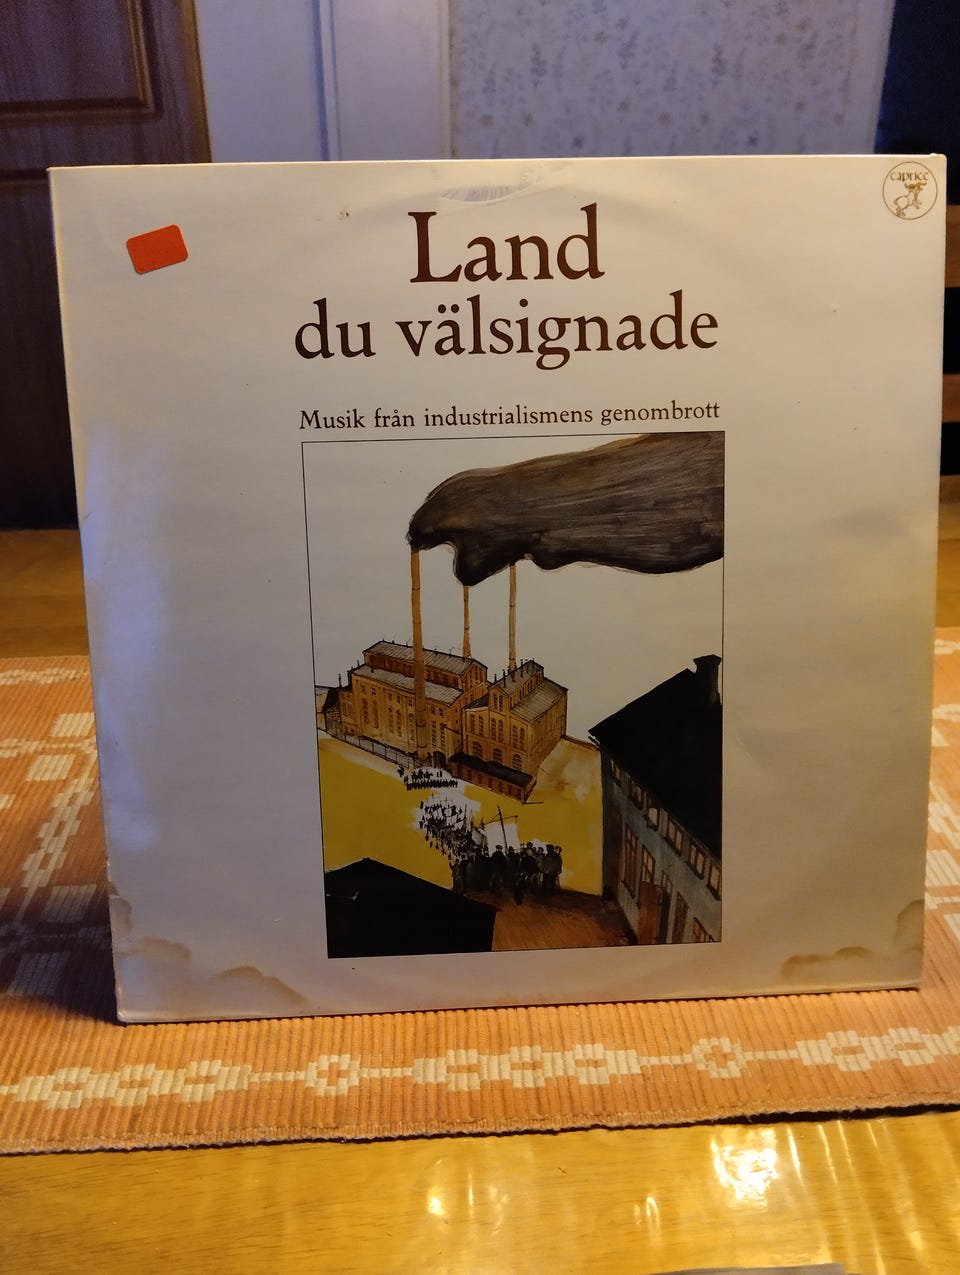 caprice
Land
du välsignade
Musik från industrialismens genombrott